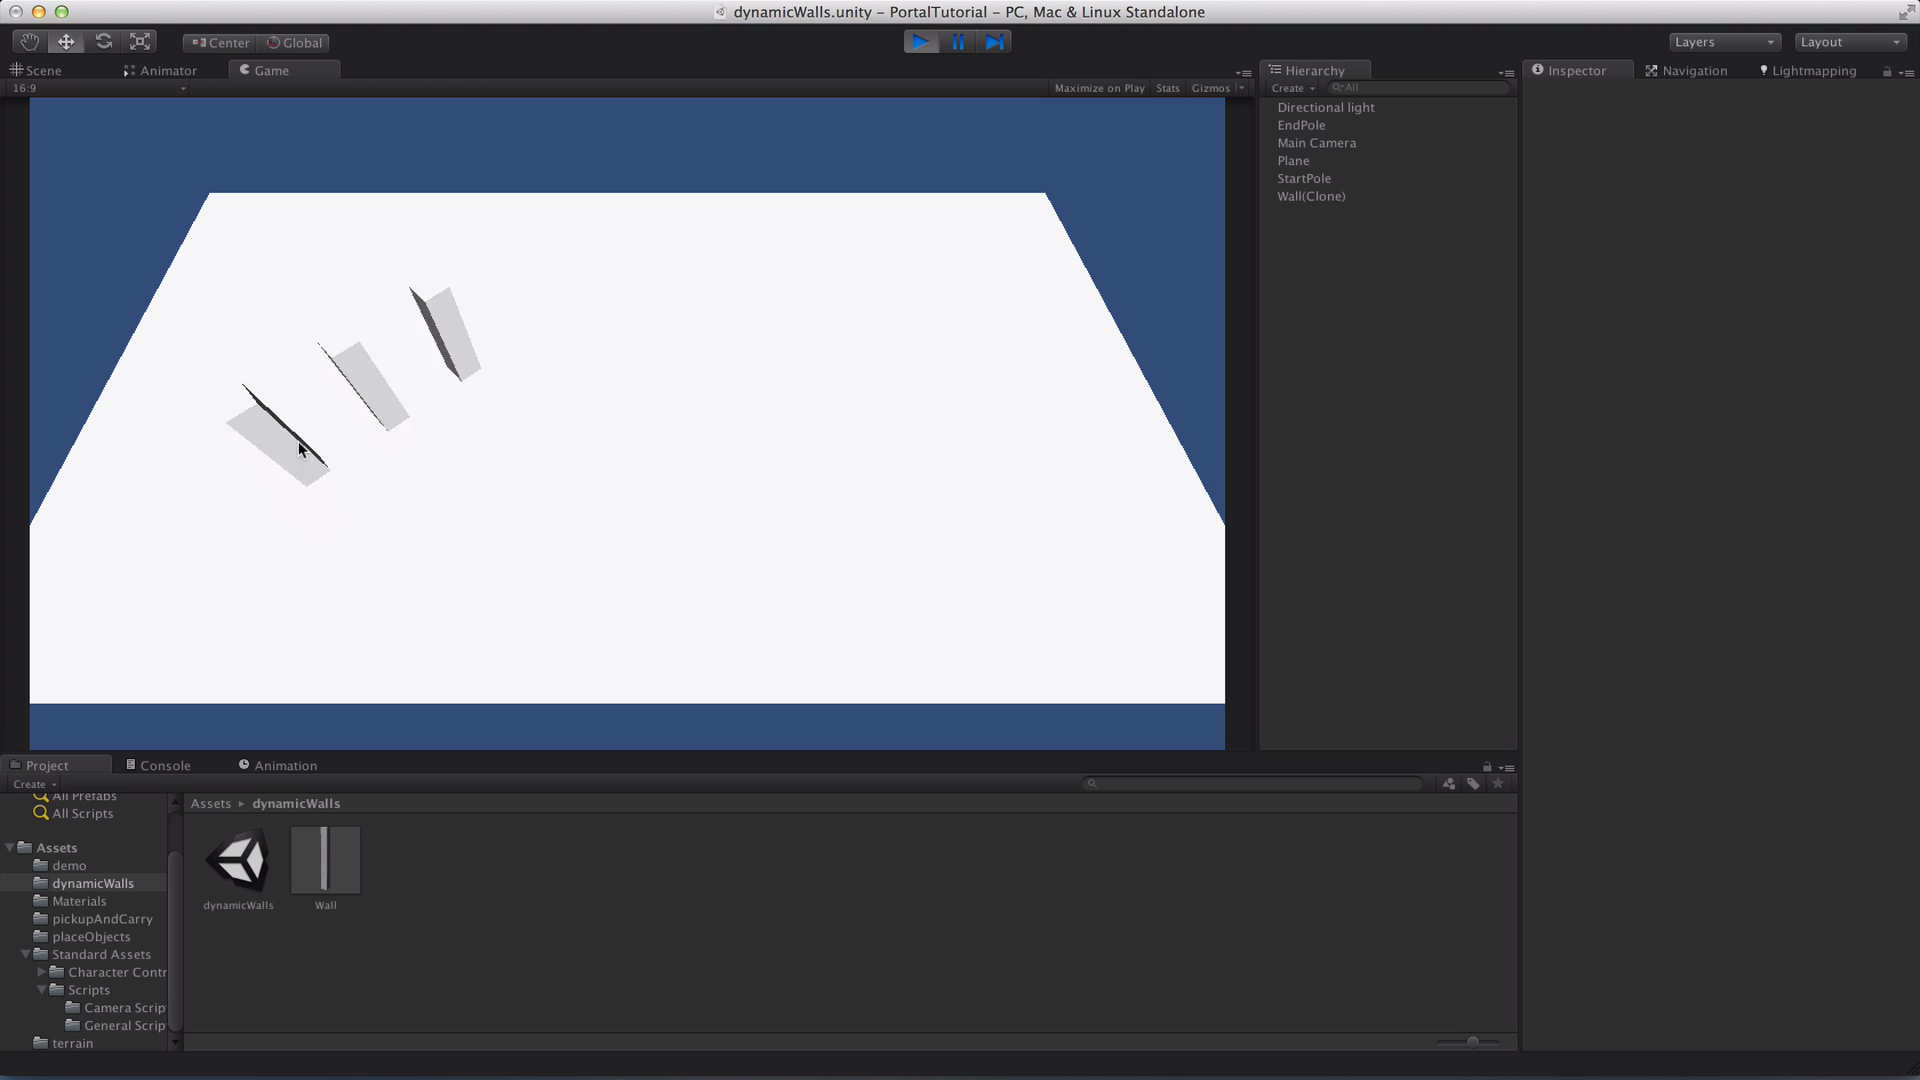 dynamicWalls.unity – PortalTutorial – PC, Mac & Linux Standalone
Center Global Layers Layout
Scene Animator Game Hierarchy Inspector Navigation Lightmapping
16:9 Maximize on Play Stats Gizmos Create All
Directional light
EndPole
Main Camera
Plane
StartPole
Wall(Clone)
Project Console Animation
Create
All Prefabs
All Scripts
Assets
demo
dynamicWalls
Materials
pickupAndCarry
placeObjects
Standard Assets
Character Contr
Scripts
Camera Scrip
General Scrip
terrain
Assets ▸ dynamicWalls
dynamicWalls Wall